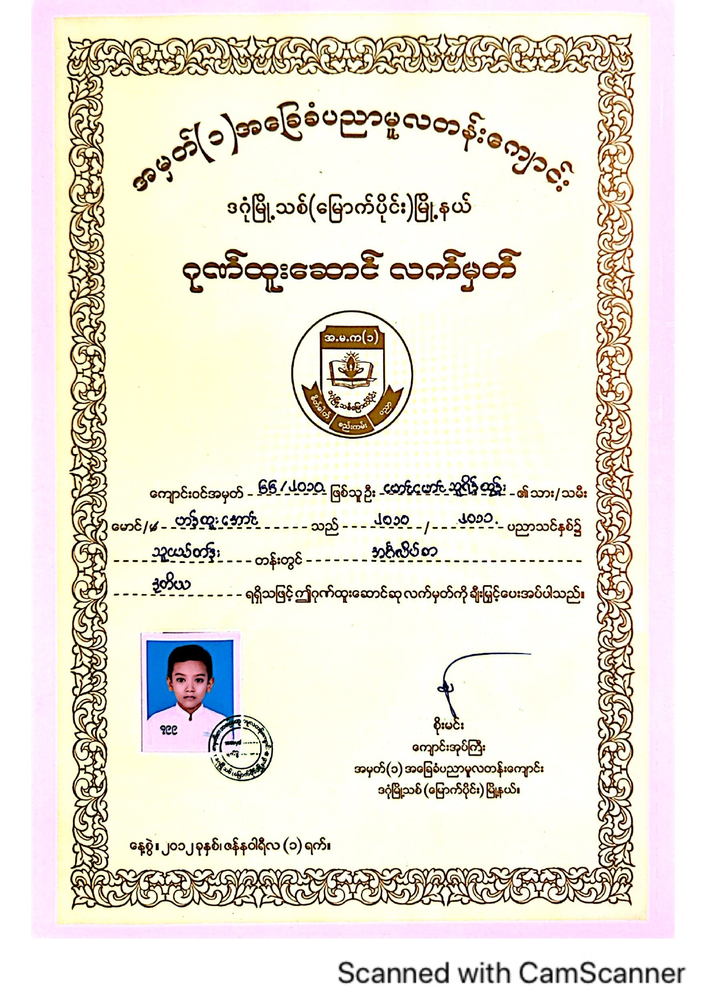 အမှတ်(၁)အခြေခံပညာမူလတန်းကျောင်း
ဒဂုံမြို့သစ်(မြောက်ပိုင်း)မြို့နယ်
ဂုဏ်ထူးဆောင် လက်မှတ်
အ.မ.က(၁)
ဒဂုံမြို့သစ်မြောက်ပိုင်း
စိတ်ဓါတ် စည်းကမ်း ပညာ
ကျောင်းဝင်အမှတ် - ၆၆/၂၀၁၀ ဖြစ်သူ ဦး သူရိန်ထွန်း ၏ သား/သမီး
မောင်/မ ဟန်ထူးအောင် သည် ၂၀၁၀ / ၂၀၁၁. ပညာသင်နှစ်၌
သူငယ်တန်း တန်းတွင် အင်္ဂလိပ်စာ
ဒုတိယ ရရှိသဖြင့် ဤဂုဏ်ထူးဆောင်ဆု လက်မှတ်ကို ချီးမြှင့်ပေးအပ်ပါသည်။
၇၉၉
စိုးမင်း
ကျောင်းအုပ်ကြီး
အမှတ်(၁) အခြေခံပညာမူလတန်းကျောင်း
ဒဂုံမြို့သစ် (မြောက်ပိုင်း) မြို့နယ်။
နေ့စွဲ။ ၂၀၁၂ ခုနှစ်၊ ဇန်နဝါရီလ (၁) ရက်။
Scanned with CamScanner